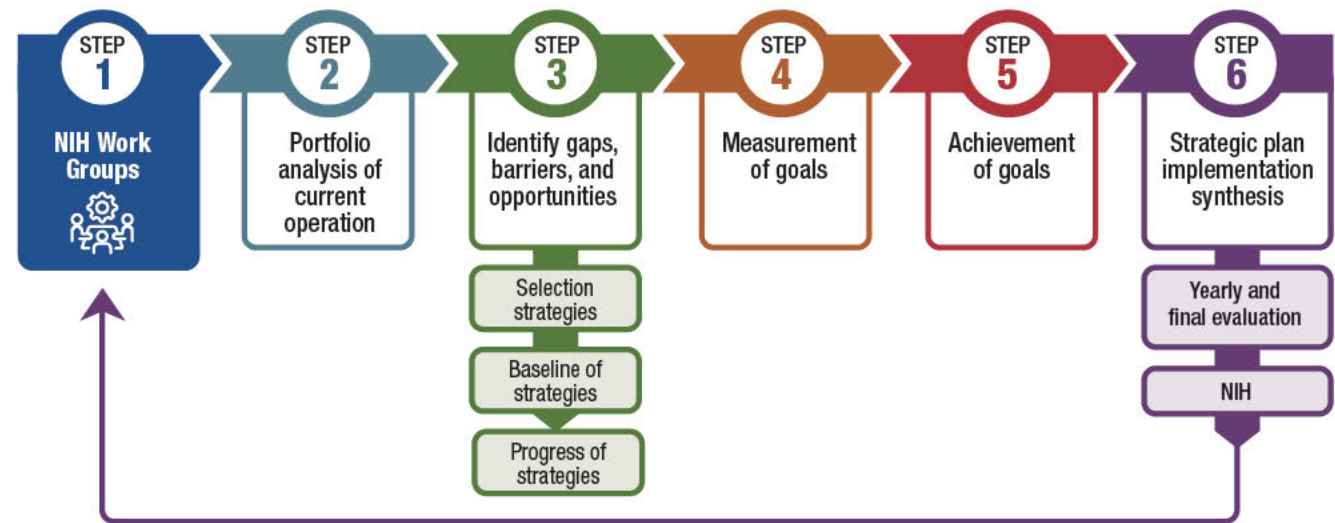 STEP
1
NIH Work
Groups
STEP
2
Portfolio
analysis of
current
operation
STEP
3
Identify gaps,
barriers, and
opportunities
Selection
strategies
Baseline of
strategies
Progress of
strategies
STEP
4
Measurement
of goals
STEP
5
Achievement
of goals
STEP
6
Strategic plan
implementation
synthesis
Yearly and
final evaluation
NIH